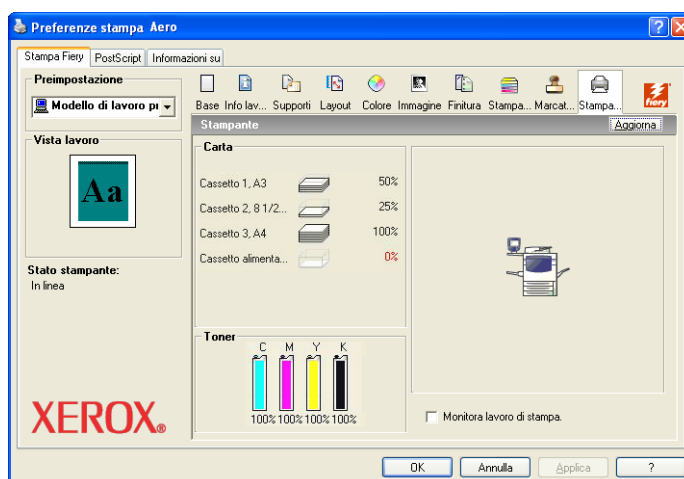 Preferenze stampa Aero
Stampa Fiery PostScript Informazioni su
Preimpostazione
Modello di lavoro pr
Vista lavoro
Aa
Stato stampante:
In linea
XEROX®
Base Info lav... Supporti Layout Colore Immagine Finitura Stampa... Marcat... Stampa...
fiery
Stampante Aggiorna
Carta
Cassetto 1, A3 50%
Cassetto 2, 8 1/2... 25%
Cassetto 3, A4 100%
Cassetto alimenta... 0%
Toner
C M Y K
100% 100% 100% 100%
Monitora lavoro di stampa.
OK Annulla Applica ?